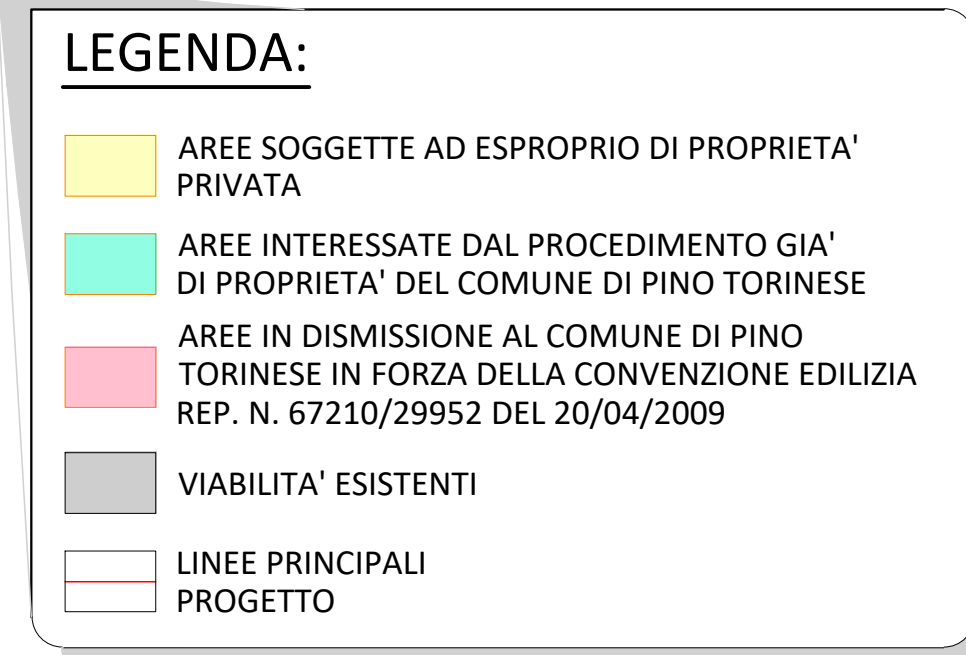 LEGENDA:
AREE SOGGETTE AD ESPROPRIO DI PROPRIETA'
PRIVATA
AREE INTERESSATE DAL PROCEDIMENTO GIA'
DI PROPRIETA' DEL COMUNE DI PINO TORINESE
AREE IN DISMISSIONE AL COMUNE DI PINO
TORINESE IN FORZA DELLA CONVENZIONE EDILIZIA
REP. N. 67210/29952 DEL 20/04/2009
VIABILITA' ESISTENTI
LINEE PRINCIPALI
PROGETTO